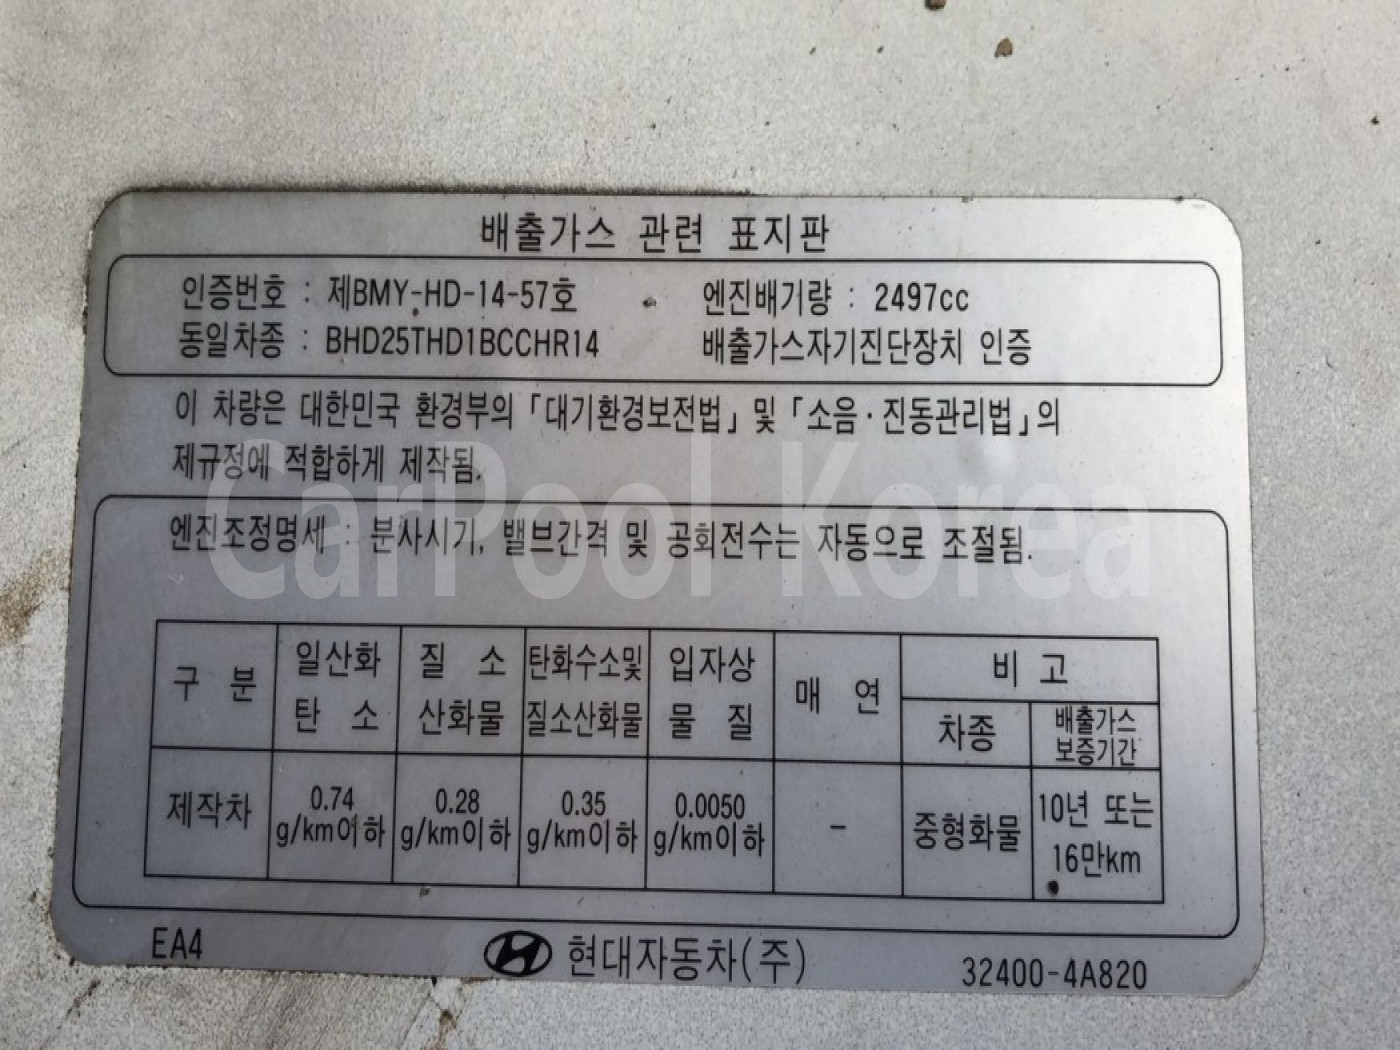 배출가스 관련 표지판
인증번호 : 제BMY-HD-14-57호 엔진배기량 : 2497cc
동일차종 : BHD25THD1BCCHR14 배출가스자기진단장치 인증
이 차량은 대한민국 환경부의 「대기환경보전법」 및 「소음·진동관리법」의
제규정에 적합하게 제작됨.
CarPool Korea
엔진조정명세 : 분사시기, 밸브간격 및 공회전수는 자동으로 조절됨.
구 분 일산화 질 소 탄화수소및 입자상 매 연 비 고
탄 소 산화물 질소산화물 물 질 차종 배출가스
보증기간
제작차 0.74 0.28 0.35 0.0050 - 중형화물 10년 또는
g/km이하 g/km이하 g/km이하 g/km이하 16만km
EA4 현대자동차(주) 32400-4A820